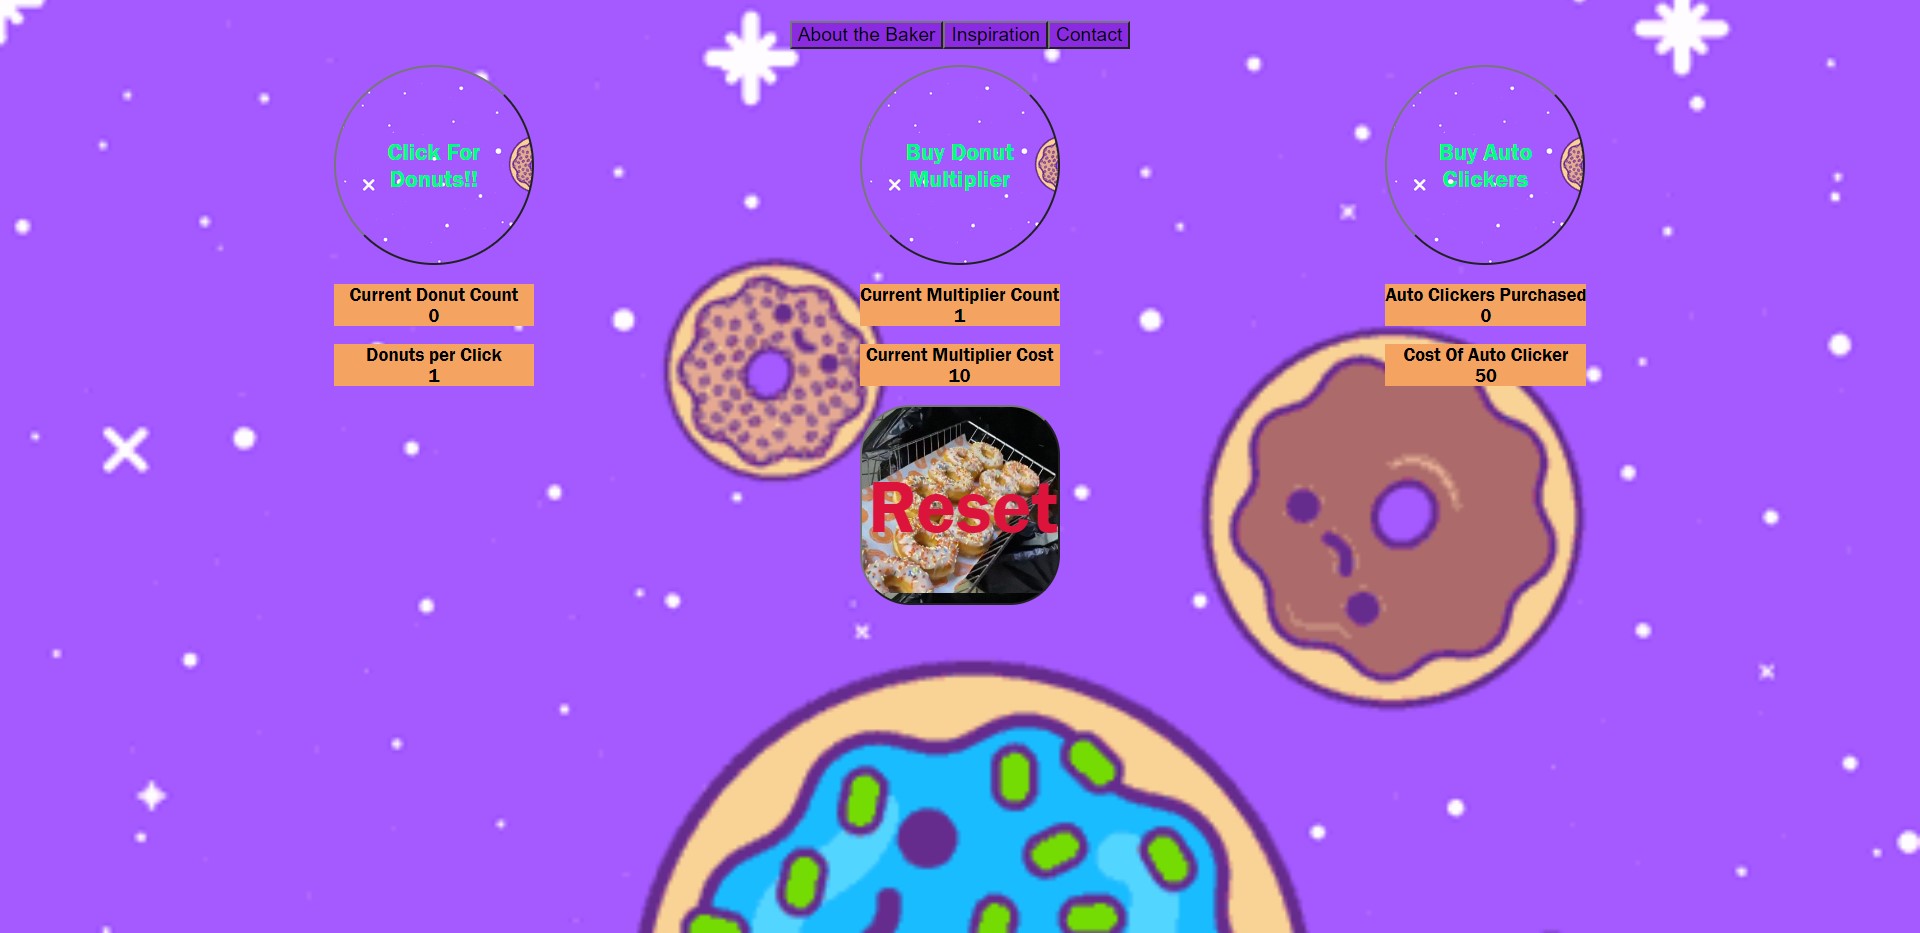 About the Baker Inspiration Contact
Click For
Donuts!!
Buy Donut
Multiplier
Buy Auto
Clickers
Current Donut Count
0
Current Multiplier Count
1
Auto Clickers Purchased
0
Donuts per Click
1
Current Multiplier Cost
10
Cost Of Auto Clicker
50
Reset